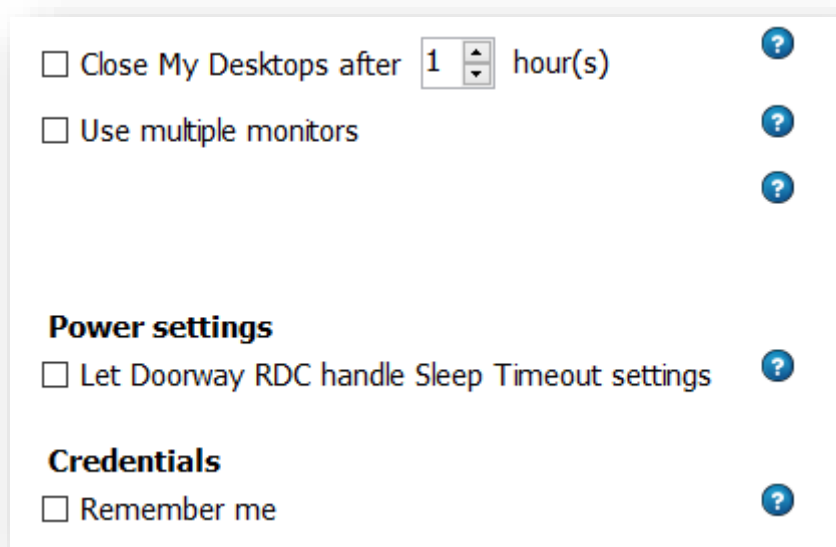 Close My Desktops after 1 hour(s) ?
Use multiple monitors ?
?
Power settings
Let Doorway RDC handle Sleep Timeout settings ?
Credentials
Remember me ?